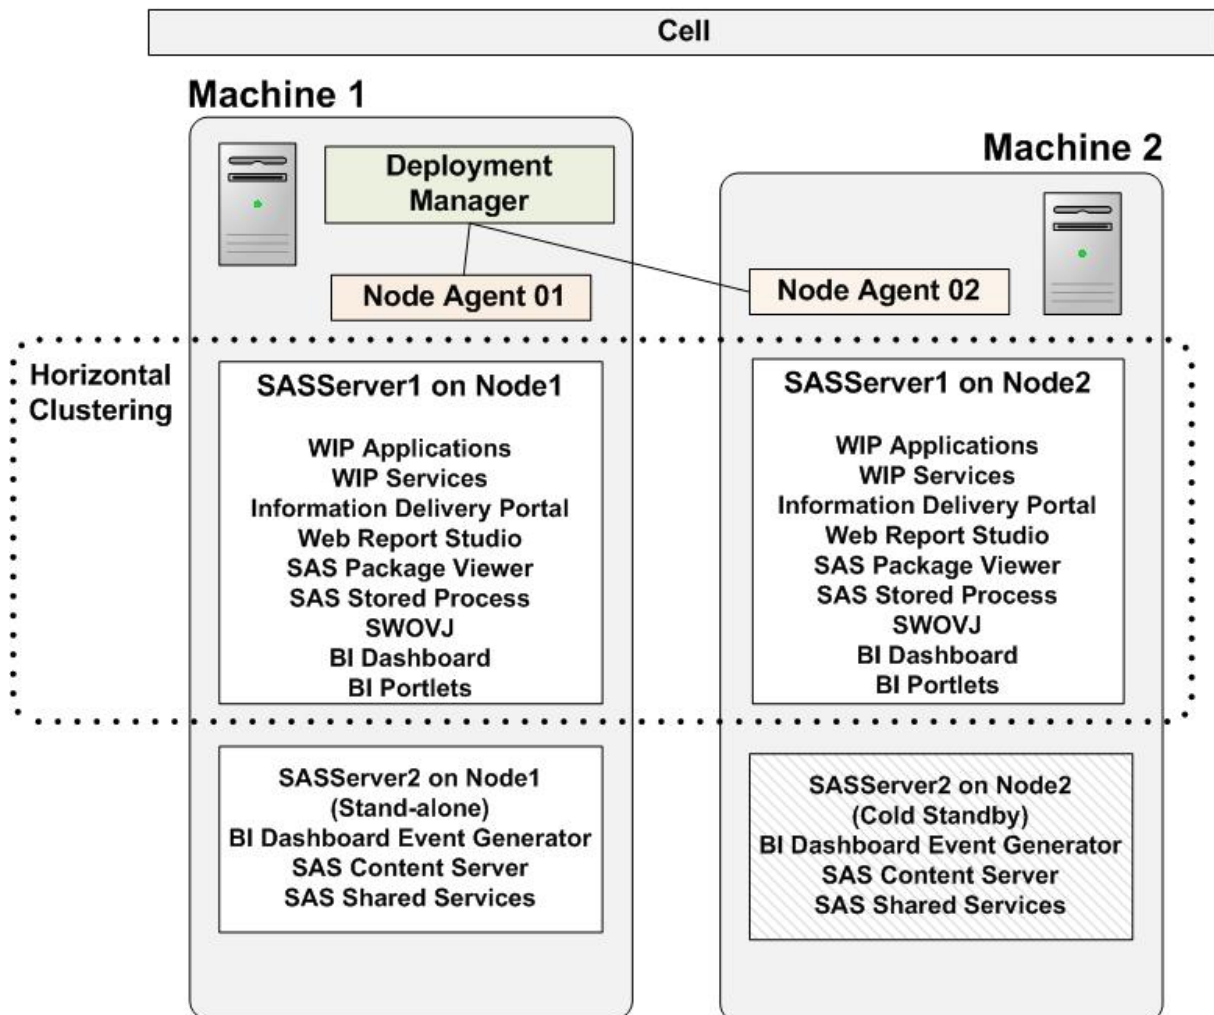 Cell
Machine 1
Deployment
Manager
Node Agent 01
Machine 2
Node Agent 02
Horizontal
Clustering
SASServer1 on Node1
WIP Applications
WIP Services
Information Delivery Portal
Web Report Studio
SAS Package Viewer
SAS Stored Process
SWOVJ
BI Dashboard
BI Portlets
SASServer1 on Node2
WIP Applications
WIP Services
Information Delivery Portal
Web Report Studio
SAS Package Viewer
SAS Stored Process
SWOVJ
BI Dashboard
BI Portlets
SASServer2 on Node1
(Stand-alone)
BI Dashboard Event Generator
SAS Content Server
SAS Shared Services
SASServer2 on Node2
(Cold Standby)
BI Dashboard Event Generator
SAS Content Server
SAS Shared Services